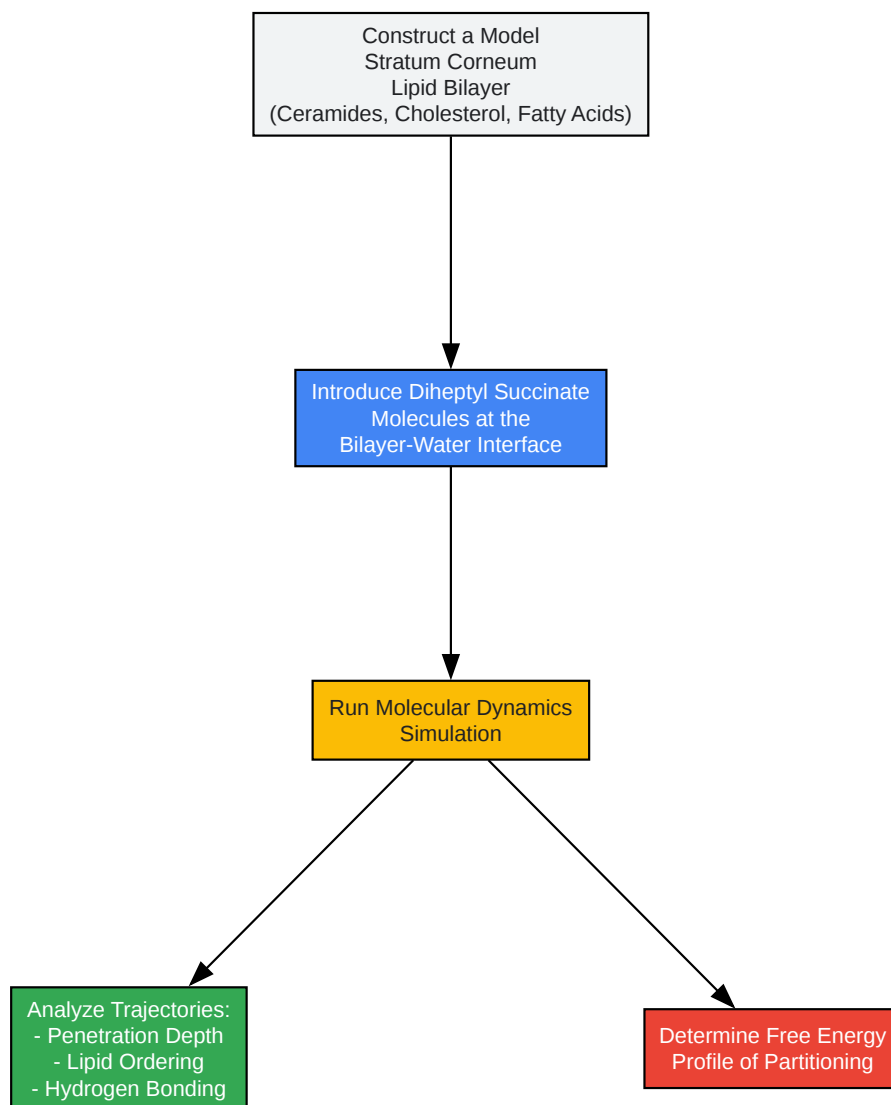 Construct a Model
Stratum Corneum
Lipid Bilayer
(Ceramides, Cholesterol, Fatty Acids)
Introduce Diheptyl Succinate
Molecules at the
Bilayer-Water Interface
Run Molecular Dynamics
Simulation
Analyze Trajectories:
- Penetration Depth
- Lipid Ordering
- Hydrogen Bonding
Determine Free Energy
Profile of Partitioning